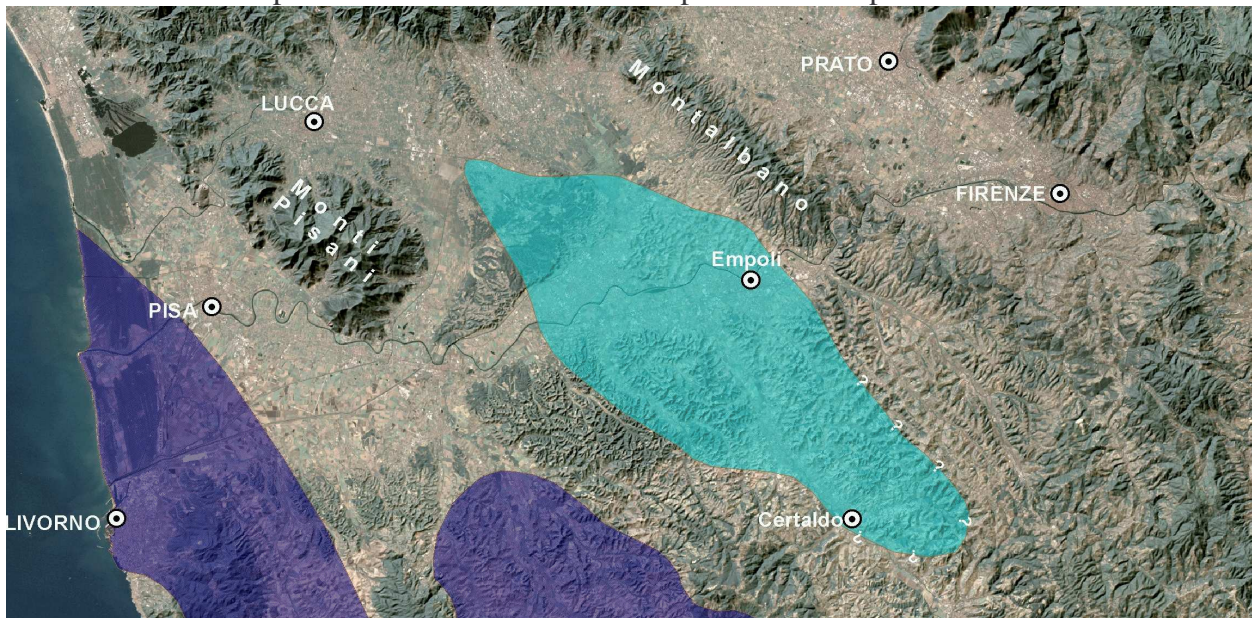 PRATO
LUCCA
Montalbano
FIRENZE
Monti
Pisani
Empoli
PISA
?
?
?
LIVORNO
Certaldo
?
?
?